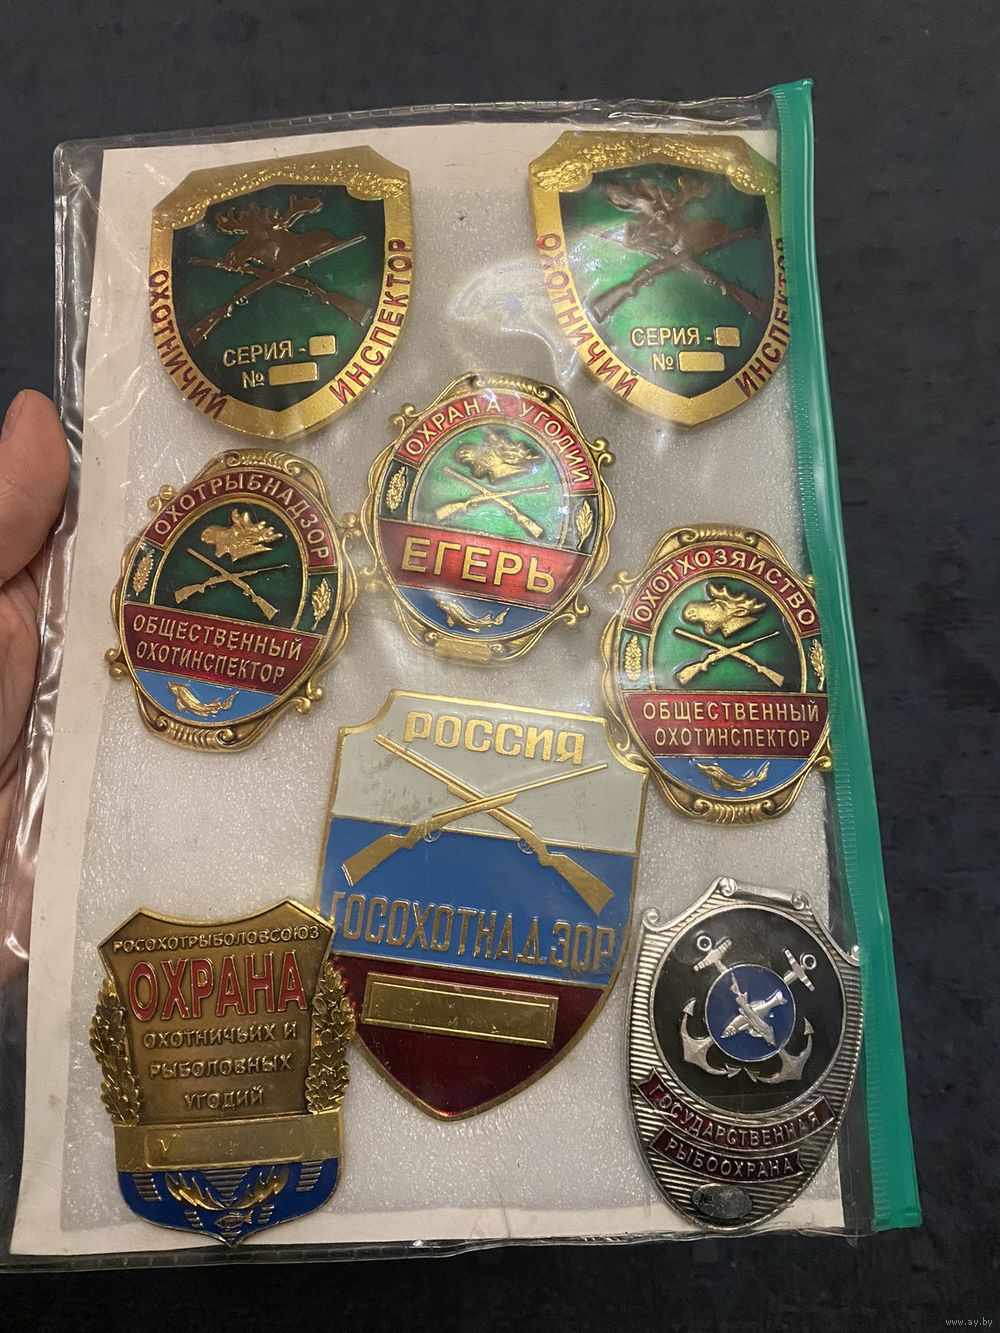 ОХОТНИЧИЙ
ИНСПЕКТОР
СЕРИЯ -
№
ОХОТНИЧИЙ
ИНСПЕКТОР
СЕРИЯ -
№
ОХРАНА УГОДИЙ
ЕГЕРЬ
ОХОТРЫБНАДЗОР
ОБЩЕСТВЕННЫЙ
ОХОТИНСПЕКТОР
ОХОТХОЗЯЙСТВО
ОБЩЕСТВЕННЫЙ
ОХОТИНСПЕКТОР
РОССИЯ
ГОСОХОТНАДЗОР
РОСОХОТРЫБОЛОВСОЮЗ
ОХРАНА
ОХОТНИЧЬИХ И
РЫБОЛОВНЫХ
УГОДИЙ
V
ГОСУДАРСТВЕННАЯ
РЫБООХРАНА
№
www.ay.by